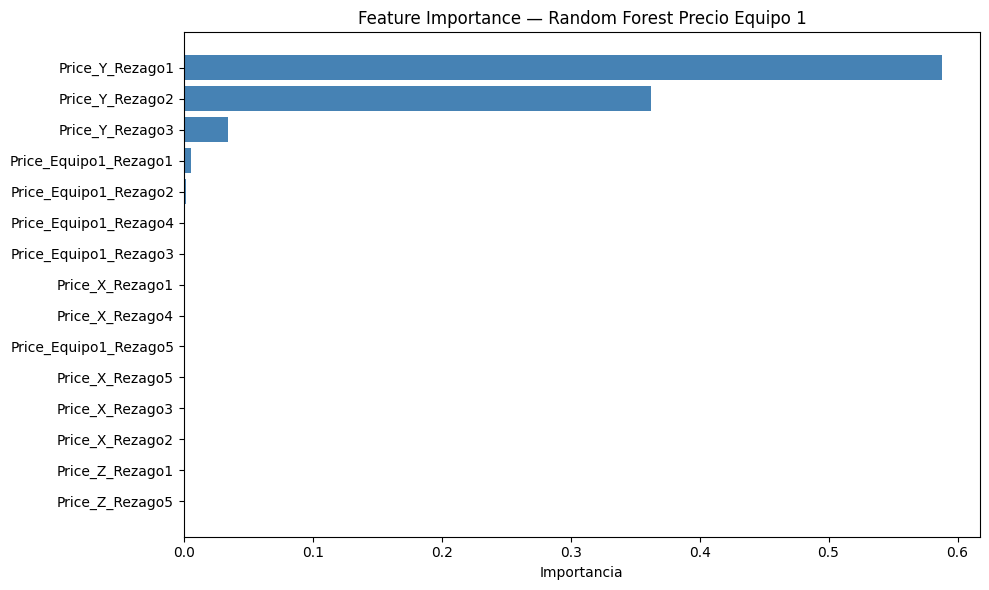 Feature Importance — Random Forest Precio Equipo 1
Price_Y_Rezago1
Price_Y_Rezago2
Price_Y_Rezago3
Price_Equipo1_Rezago1
Price_Equipo1_Rezago2
Price_Equipo1_Rezago4
Price_Equipo1_Rezago3
Price_X_Rezago1
Price_X_Rezago4
Price_Equipo1_Rezago5
Price_X_Rezago5
Price_X_Rezago3
Price_X_Rezago2
Price_Z_Rezago1
Price_Z_Rezago5
0.0 0.1 0.2 0.3 0.4 0.5 0.6
Importancia